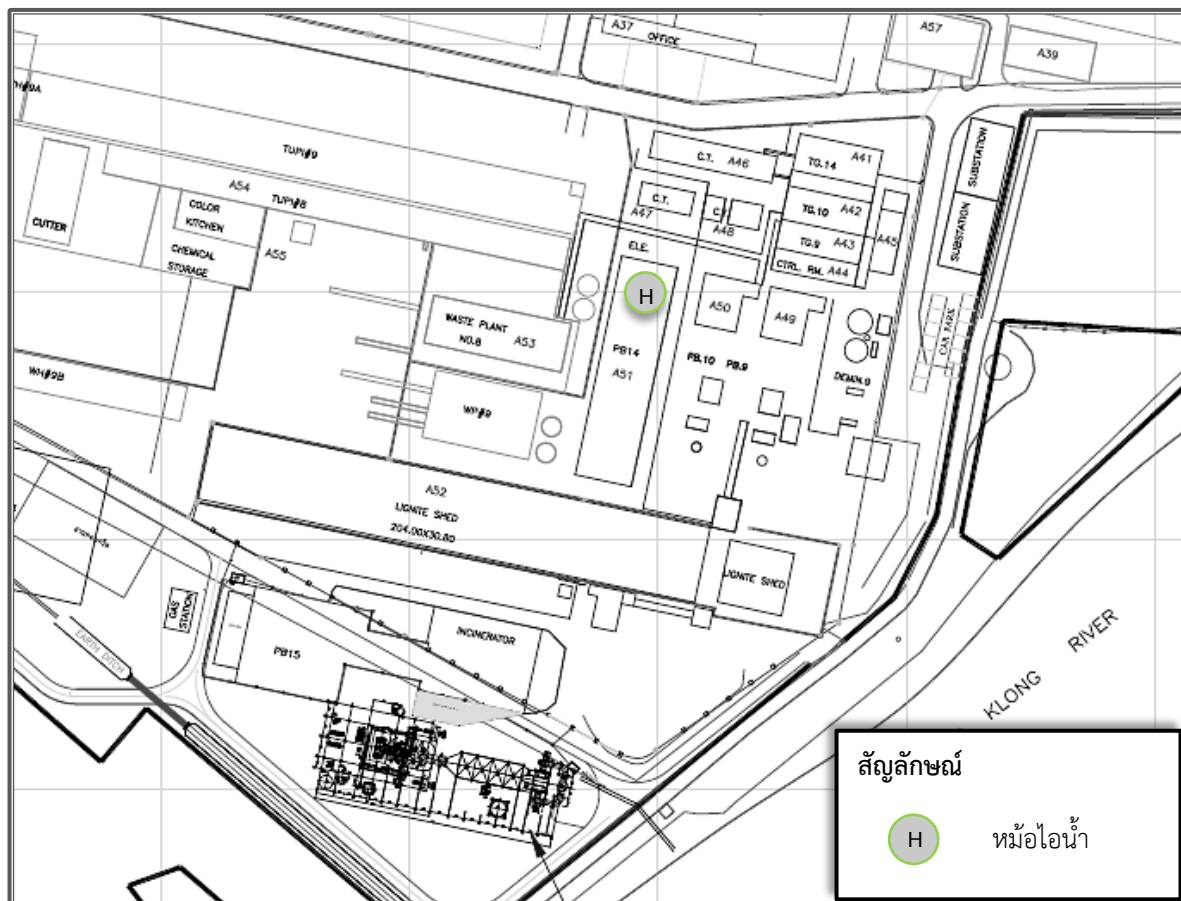 A37
OFFICE
A57
A39
TUPI#9
C.T. A46
TG.14
A41
SUBSTATION
A54
TUPI#8
CUTTER
COLOR
KITCHEN
C.T.
A47
C.T.
A48
TG.10
A42
SUBSTATION
CHEMICAL
STORAGE
A55
ELE.
TG.9
A43
A45
CTRL. RM.
A44
H
A50
A49
WASTE PLANT
NO.8
A53
PB14
A51
PB.10
PB.9
DEMIN.9
CAR PARK
WH#9B
WP#9
A52
LIGNITE SHED
204.00X30.80
LIGNITE SHED
GAS
STATION
EARTH DITCH
PB15
INCINERATOR
KLONG
RIVER
สัญลักษณ์
H
หม้อไอน้ำ